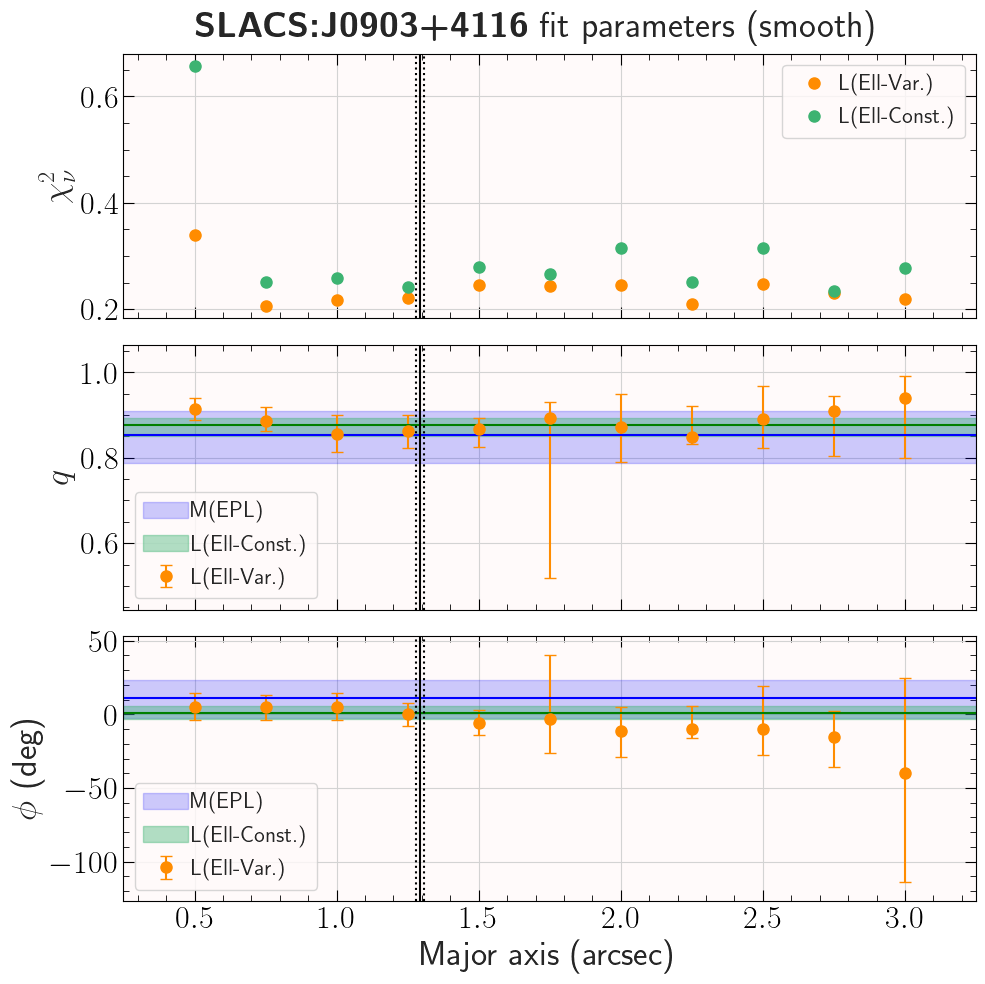 SLACS:J0903+4116 fit parameters (smooth)
0.6
0.4
0.2
χ²ᵥ
L(Ell-Var.)
L(Ell-Const.)
1.0
0.8
0.6
q
M(EPL)
L(Ell-Const.)
L(Ell-Var.)
50
0
−50
−100
ϕ (deg)
M(EPL)
L(Ell-Const.)
L(Ell-Var.)
0.5 1.0 1.5 2.0 2.5 3.0
Major axis (arcsec)